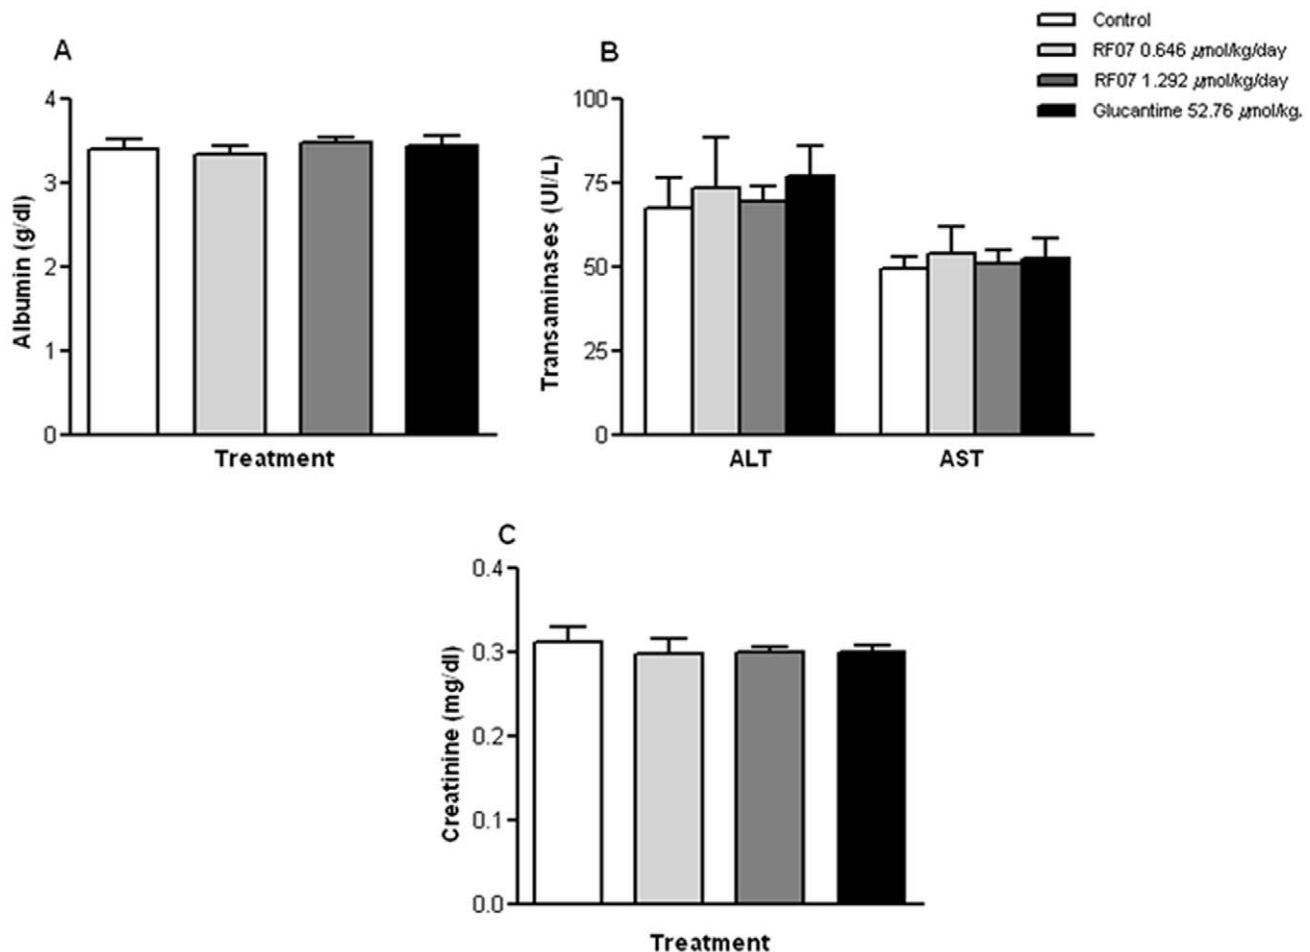 Control
RF07 0.646 μmol/kg/day
RF07 1.292 μmol/kg/day
Glucantime 52.76 μmol/kg.
A
4
3
2
1
0
Albumin (g/dl)
Treatment
B
100
75
50
25
0
Transaminases (UI/L)
ALT AST
C
0.4
0.3
0.2
0.1
0.0
Creatinine (mg/dl)
Treatment